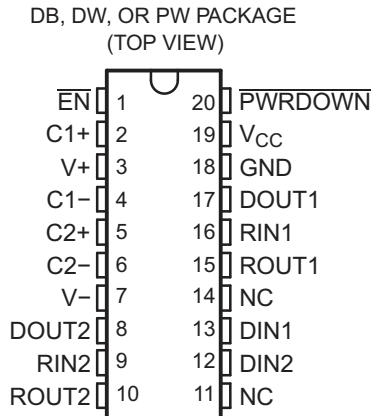 DB, DW, OR PW PACKAGE
(TOP VIEW)
EN 1 20 PWRDOWN
C1+ 2 19 VCC
V+ 3 18 GND
C1− 4 17 DOUT1
C2+ 5 16 RIN1
C2− 6 15 ROUT1
V− 7 14 NC
DOUT2 8 13 DIN1
RIN2 9 12 DIN2
ROUT2 10 11 NC